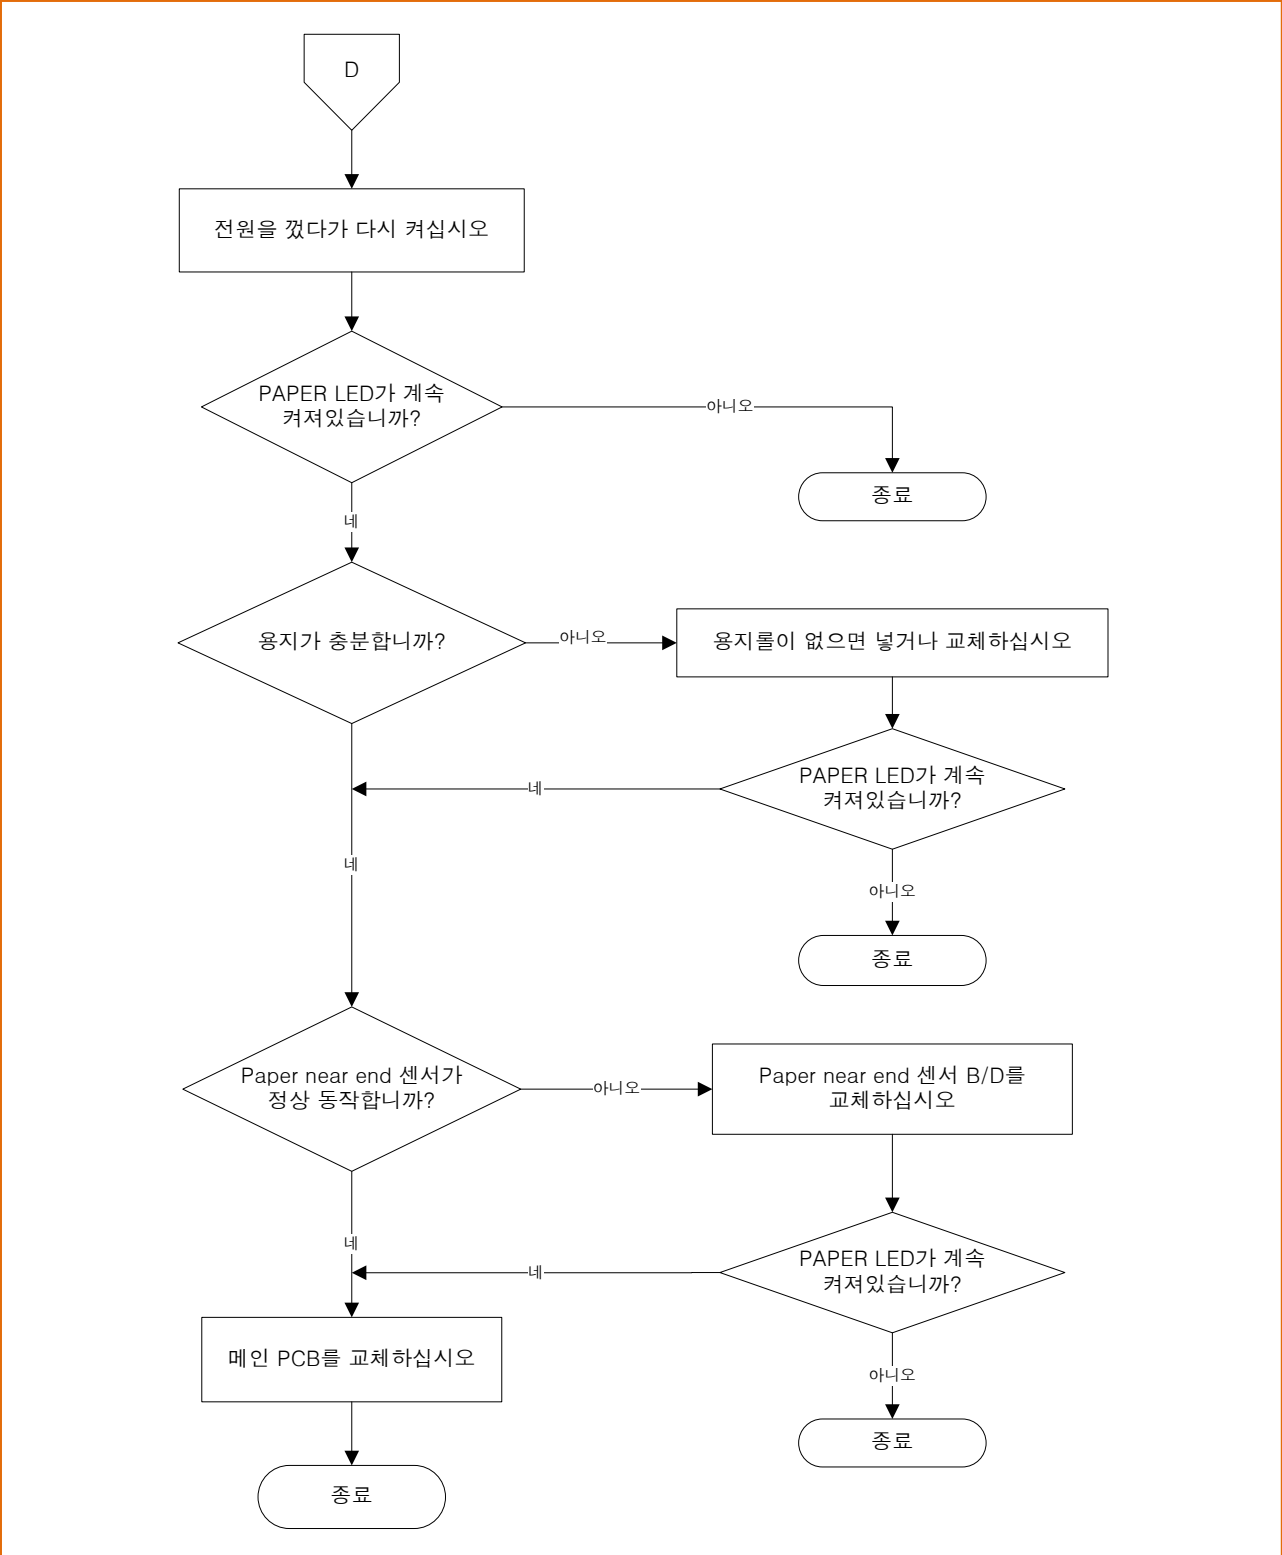 D
전원을 껐다가 다시 켜십시오
PAPER LED가 계속
켜져있습니까?
아니오
종료
네
용지가 충분합니까?
아니오
용지롤이 없으면 넣거나 교체하십시오
PAPER LED가 계속
켜져있습니까?
네
네
아니오
종료
Paper near end 센서가
정상 동작합니까?
아니오
Paper near end 센서 B/D를
교체하십시오
네
PAPER LED가 계속
켜져있습니까?
네
메인 PCB를 교체하십시오
아니오
종료
종료